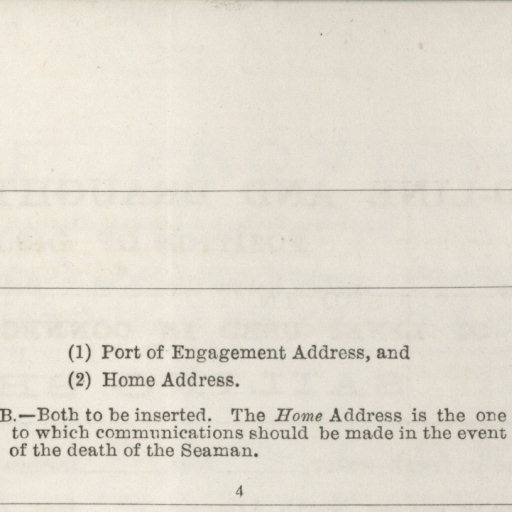 (1) Port of Engagement Address, and
(2) Home Address.
B.—Both to be inserted. The Home Address is the one
to which communications should be made in the event
of the death of the Seaman.
4